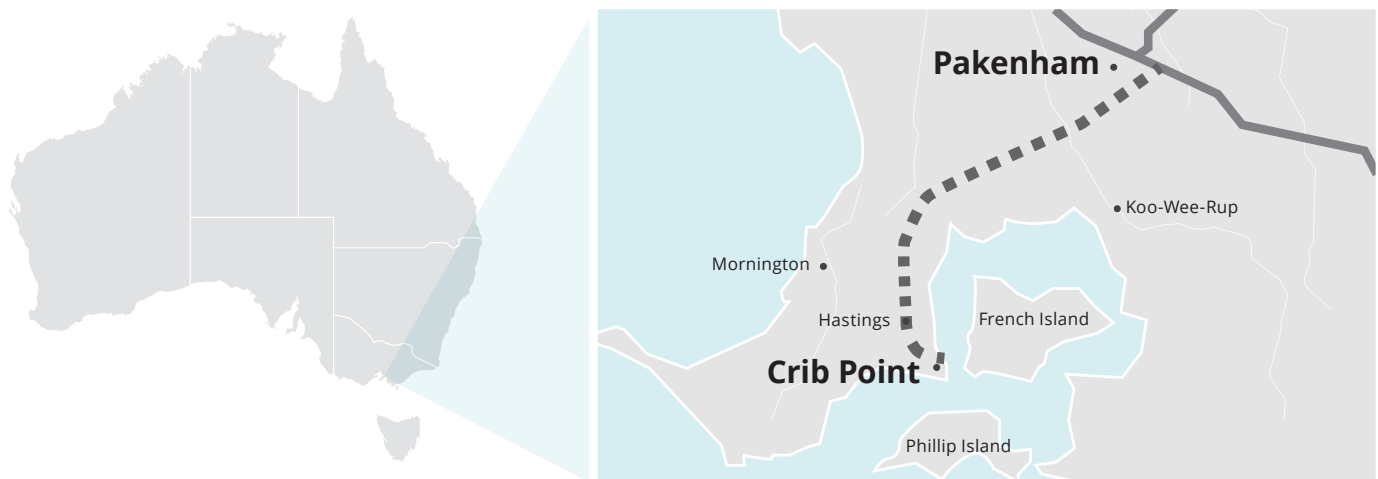 Pakenham
Koo-Wee-Rup
Mornington
Hastings
French Island
Crib Point
Phillip Island